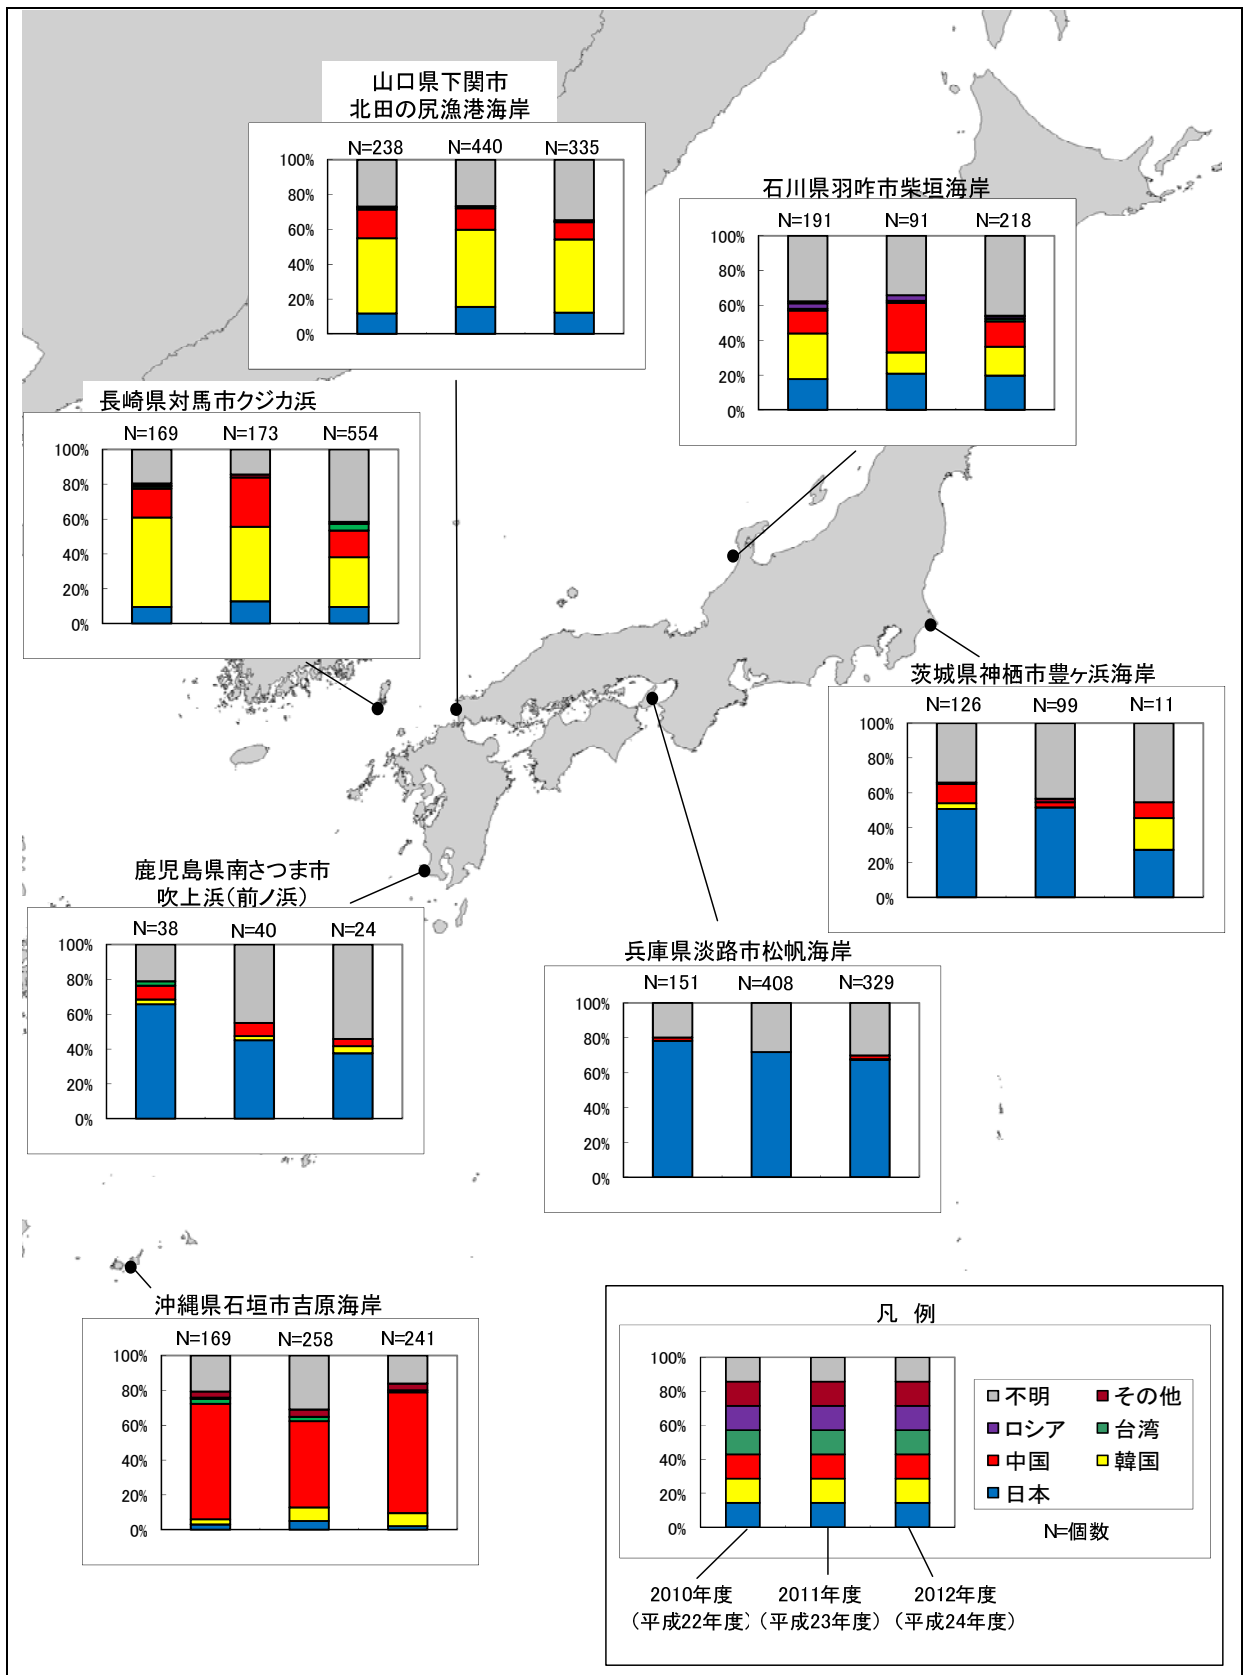 山口県下関市
北田の尻漁港海岸
N=238 N=440 N=335
100%
80%
60%
40%
20%
0%
石川県羽咋市柴垣海岸
N=191 N=91 N=218
100%
80%
60%
40%
20%
0%
長崎県対馬市クジカ浜
N=169 N=173 N=554
100%
80%
60%
40%
20%
0%
茨城県神栖市豊ヶ浜海岸
N=126 N=99 N=11
100%
80%
60%
40%
20%
0%
鹿児島県南さつま市
吹上浜(前ノ浜)
N=38 N=40 N=24
100%
80%
60%
40%
20%
0%
兵庫県淡路市松帆海岸
N=151 N=408 N=329
100%
80%
60%
40%
20%
0%
沖縄県石垣市吉原海岸
N=169 N=258 N=241
100%
80%
60%
40%
20%
0%
凡 例
100%
80%
60%
40%
20%
0%
不明 その他
ロシア 台湾
中国 韓国
日本
N=個数
2010年度 2011年度 2012年度
(平成22年度) (平成23年度) (平成24年度)